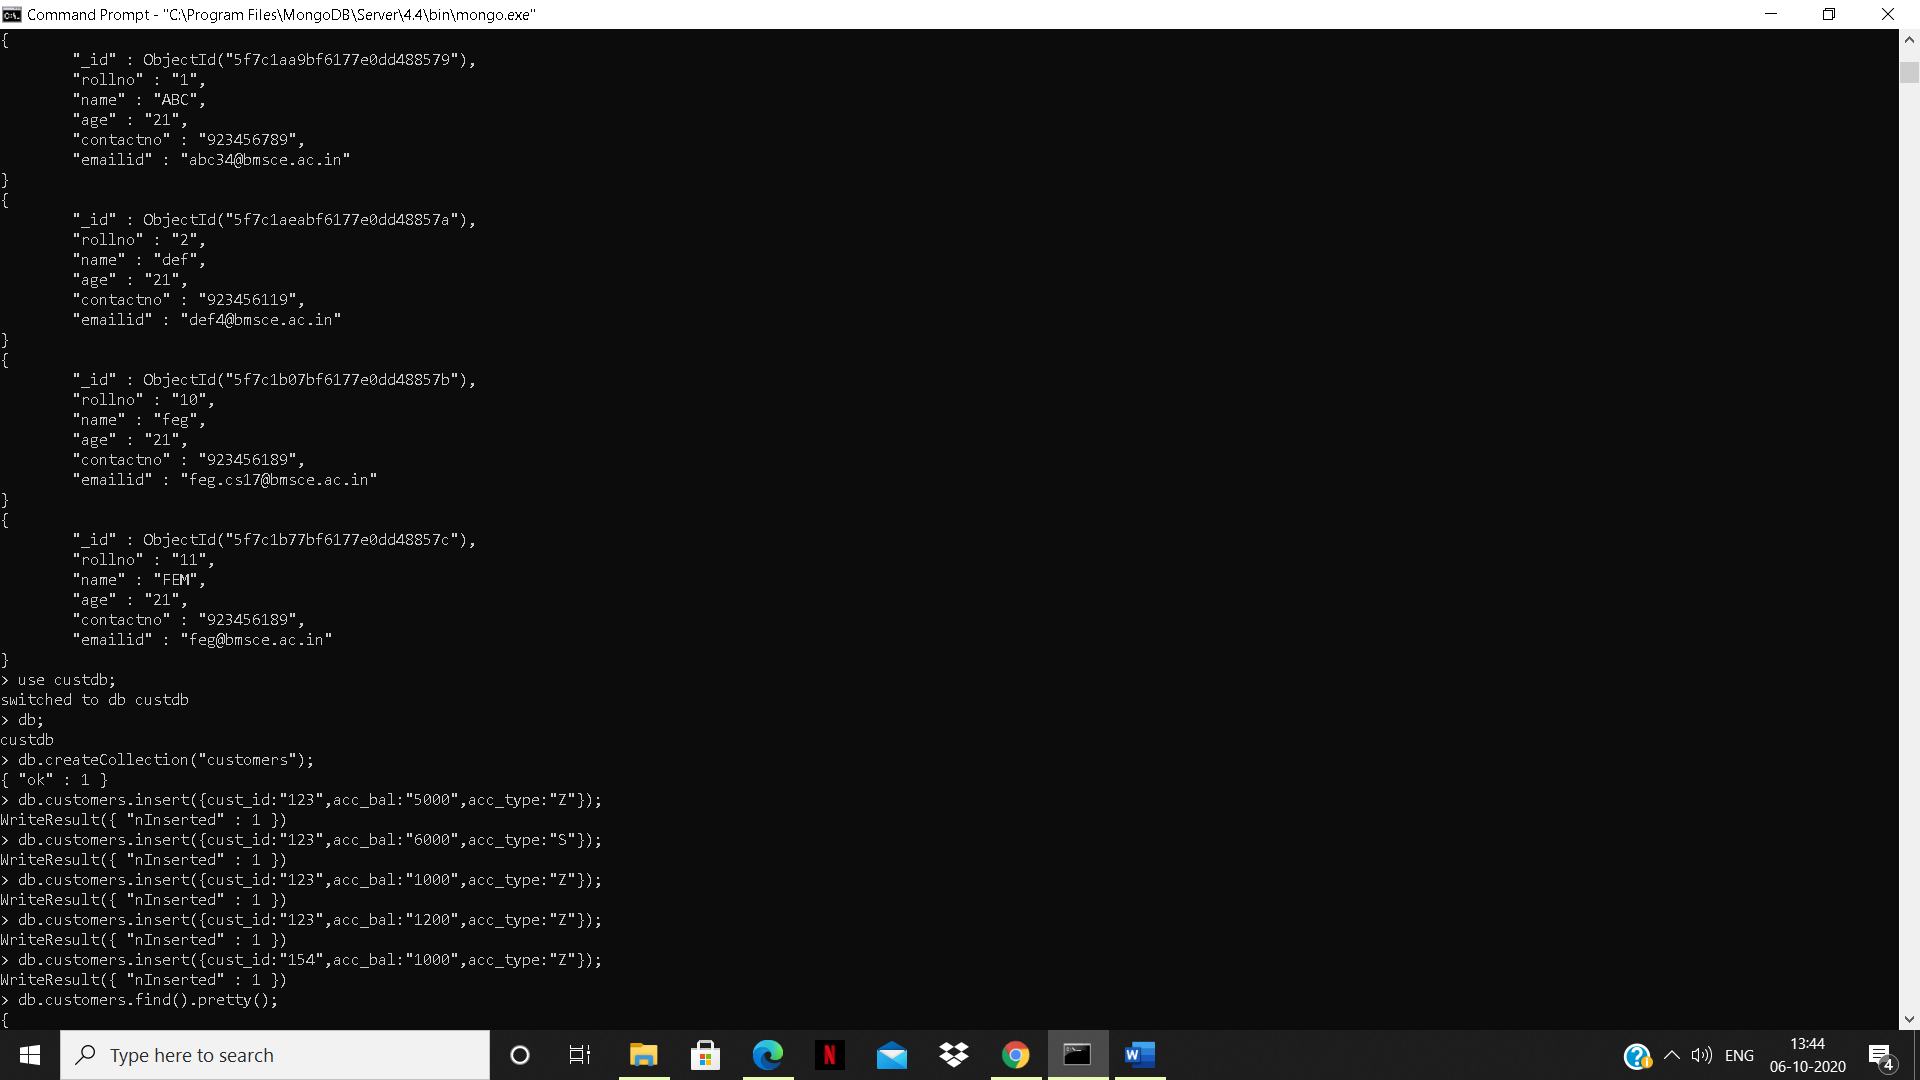 Command Prompt - "C:\Program Files\MongoDB\Server\4.4\bin\mongo.exe"
{
"_id" : ObjectId("5f7c1aa9bf6177e0dd488579"),
"rollno" : "1",
"name" : "ABC",
"age" : "21",
"contactno" : "923456789",
"emailid" : "abc34@bmsce.ac.in"
}
{
"_id" : ObjectId("5f7c1aeabf6177e0dd48857a"),
"rollno" : "2",
"name" : "def",
"age" : "21",
"contactno" : "923456119",
"emailid" : "def4@bmsce.ac.in"
}
{
"_id" : ObjectId("5f7c1b07bf6177e0dd48857b"),
"rollno" : "10",
"name" : "feg",
"age" : "21",
"contactno" : "923456189",
"emailid" : "feg.cs17@bmsce.ac.in"
}
{
"_id" : ObjectId("5f7c1b77bf6177e0dd48857c"),
"rollno" : "11",
"name" : "FEM",
"age" : "21",
"contactno" : "923456189",
"emailid" : "feg@bmsce.ac.in"
}
> use custdb;
switched to db custdb
> db;
custdb
> db.createCollection("customers");
{ "ok" : 1 }
> db.customers.insert({cust_id:"123",acc_bal:"5000",acc_type:"Z"});
WriteResult({ "nInserted" : 1 })
> db.customers.insert({cust_id:"123",acc_bal:"6000",acc_type:"S"});
WriteResult({ "nInserted" : 1 })
> db.customers.insert({cust_id:"123",acc_bal:"1000",acc_type:"Z"});
WriteResult({ "nInserted" : 1 })
> db.customers.insert({cust_id:"123",acc_bal:"1200",acc_type:"Z"});
WriteResult({ "nInserted" : 1 })
> db.customers.insert({cust_id:"154",acc_bal:"1000",acc_type:"Z"});
WriteResult({ "nInserted" : 1 })
> db.customers.find().pretty();
{
Type here to search
ENG
13:44
06-10-2020
4